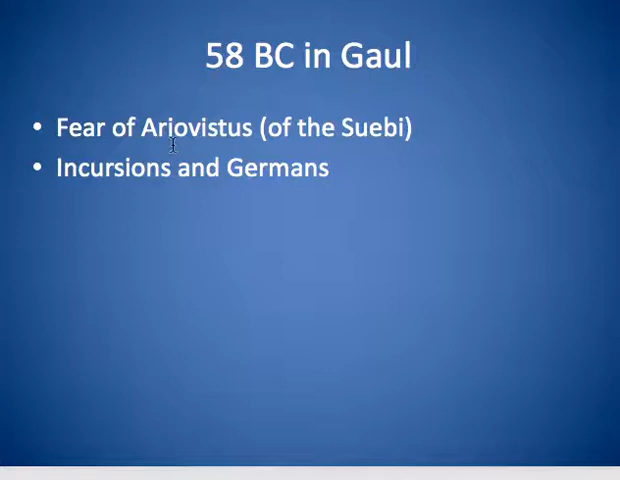 58 BC in Gaul
• Fear of Ariovistus (of the Suebi)
• Incursions and Germans